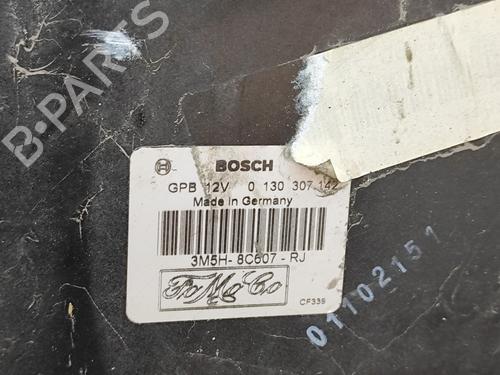 B-PARTS
BOSCH
GPB 12V 0 130 307 142
Made in Germany
3M5H-8C607-RJ
FoMoCo
CF339
01102151